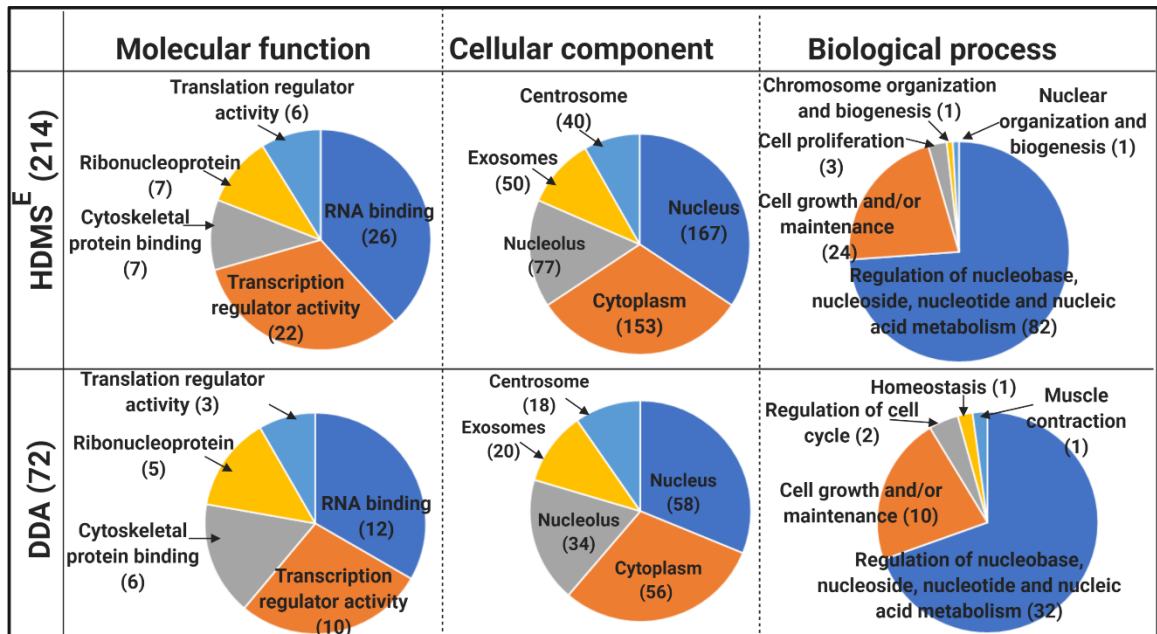 Molecular function
Cellular component
Biological process
HDMS^E (214)
Translation regulator
activity (6)
Ribonucleoprotein
(7)
Cytoskeletal
protein binding
(7)
RNA binding
(26)
Transcription
regulator activity
(22)
Centrosome
(40)
Exosomes
(50)
Nucleolus
(77)
Nucleus
(167)
Cytoplasm
(153)
Chromosome organization
and biogenesis (1)
Nuclear
organization and
biogenesis (1)
Cell proliferation
(3)
Cell growth and/or
maintenance
(24)
Regulation of nucleobase,
nucleoside, nucleotide and nucleic
acid metabolism (82)
DDA (72)
Translation regulator
activity (3)
Ribonucleoprotein
(5)
Cytoskeletal
protein binding
(6)
RNA binding
(12)
Transcription
regulator activity
(10)
Centrosome
(18)
Exosomes
(20)
Nucleolus
(34)
Nucleus
(58)
Cytoplasm
(56)
Homeostasis (1)
Muscle
contraction
(1)
Regulation of cell
cycle (2)
Cell growth and/or
maintenance (10)
Regulation of nucleobase,
nucleoside, nucleotide and nucleic
acid metabolism (32)